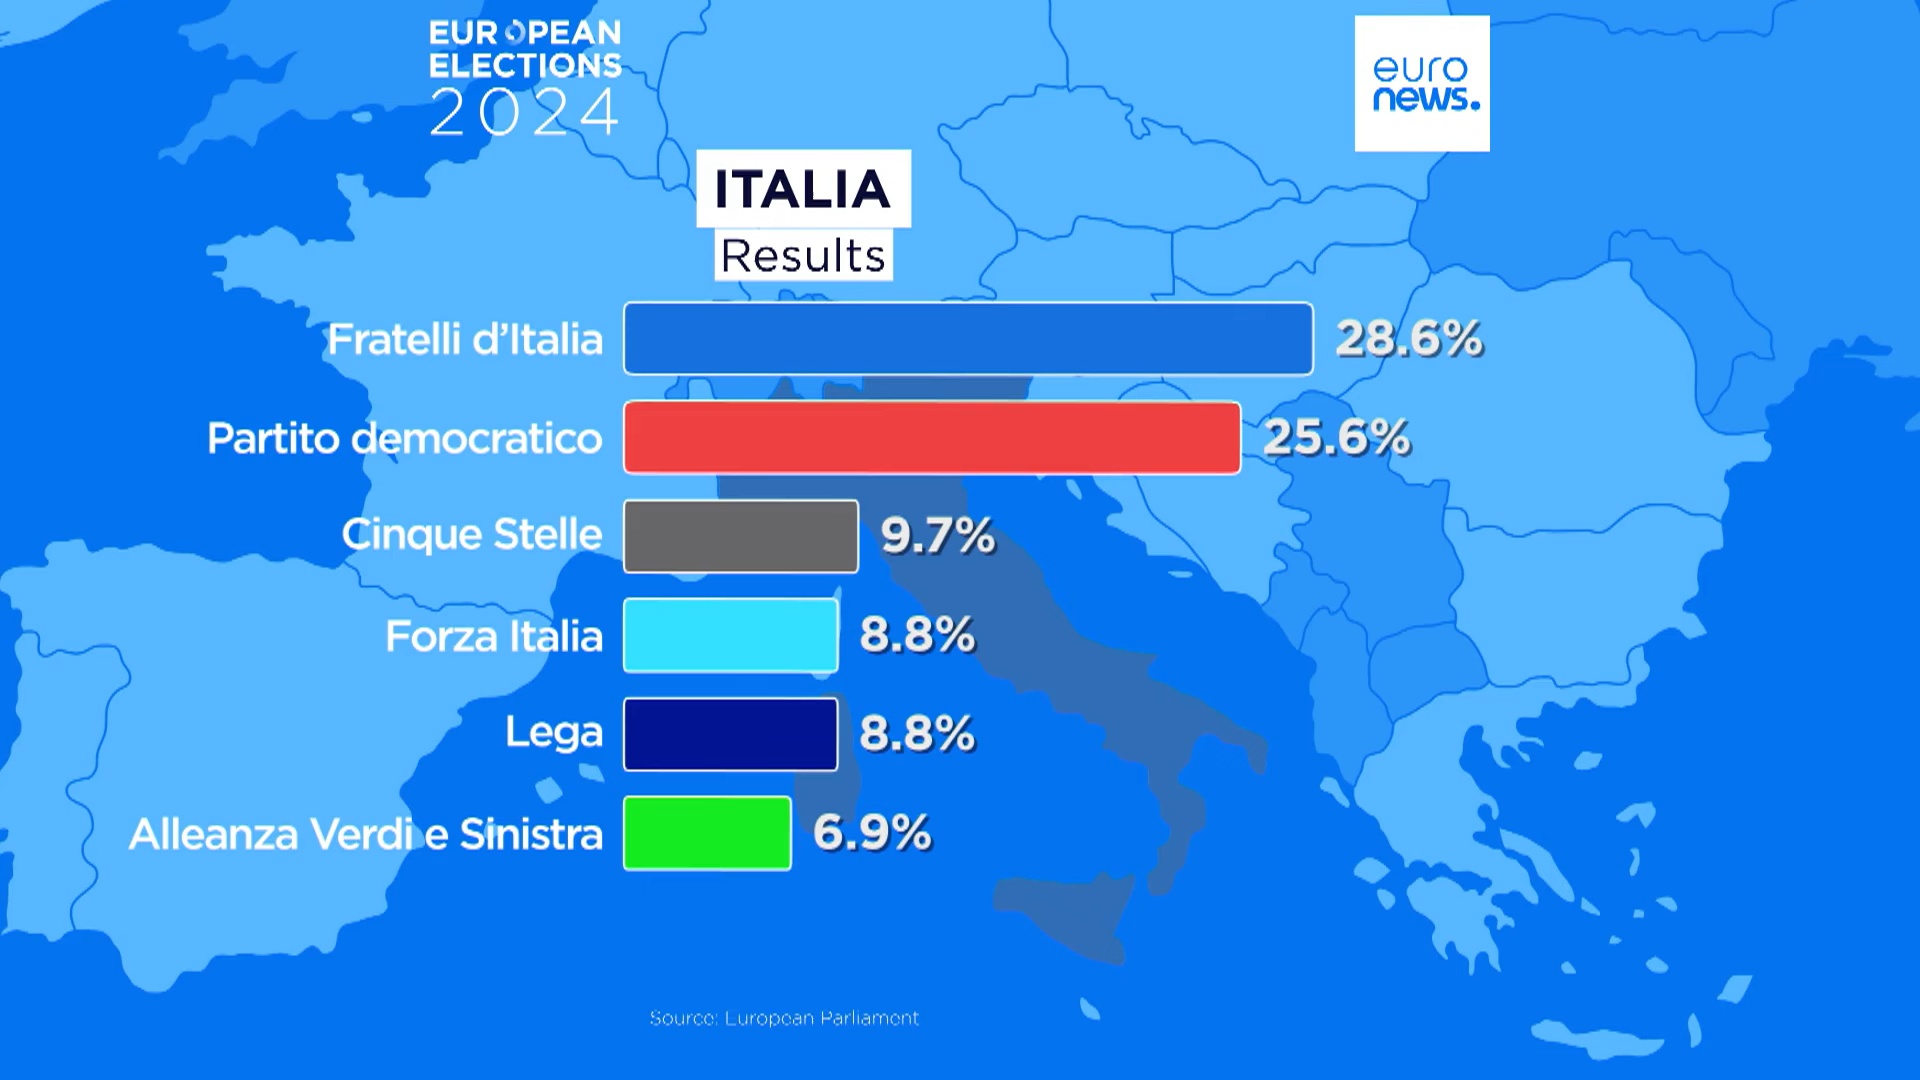 EUROPEAN
ELECTIONS
2024
euro
news.
ITALIA
Results
Fratelli d’Italia
28.6%
Partito democratico
25.6%
Cinque Stelle
9.7%
Forza Italia
8.8%
Lega
8.8%
Alleanza Verdi e Sinistra
6.9%
Source: European Parliament